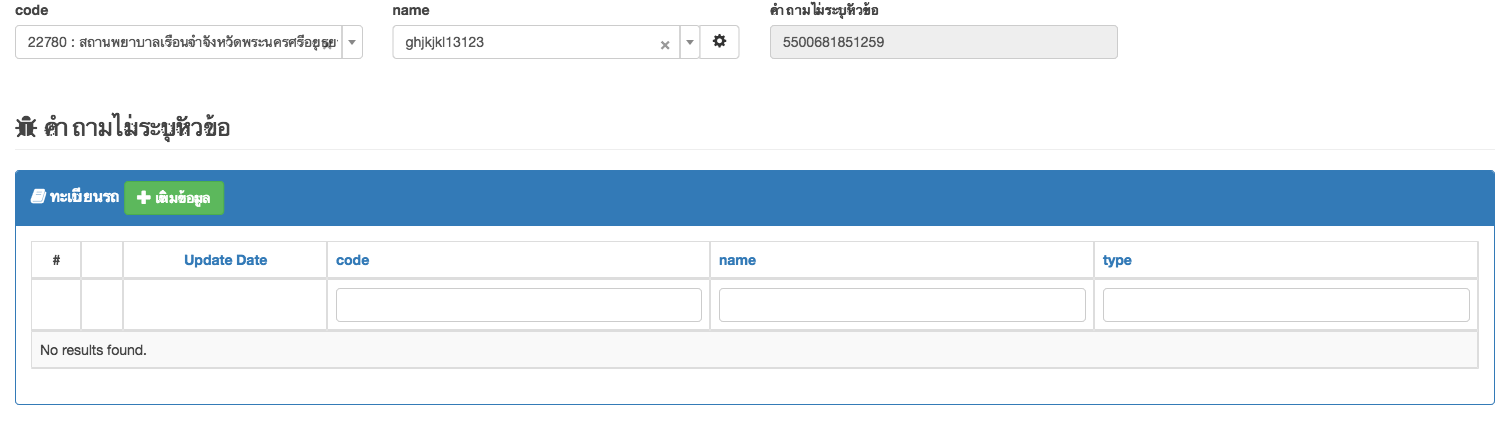 code name คำ ถามไม่ระบุหัวข้อ
22780 : สถานพยาบาลเรือนจำจังหวัดพระนครศรีอยุธย × ghjkjkl13123 × 5500681851259
คำ ถามไม่ระบุหัวข้อ
ทะเบียนรถ + เพิ่มข้อมูล
# Update Date code name type
No results found.